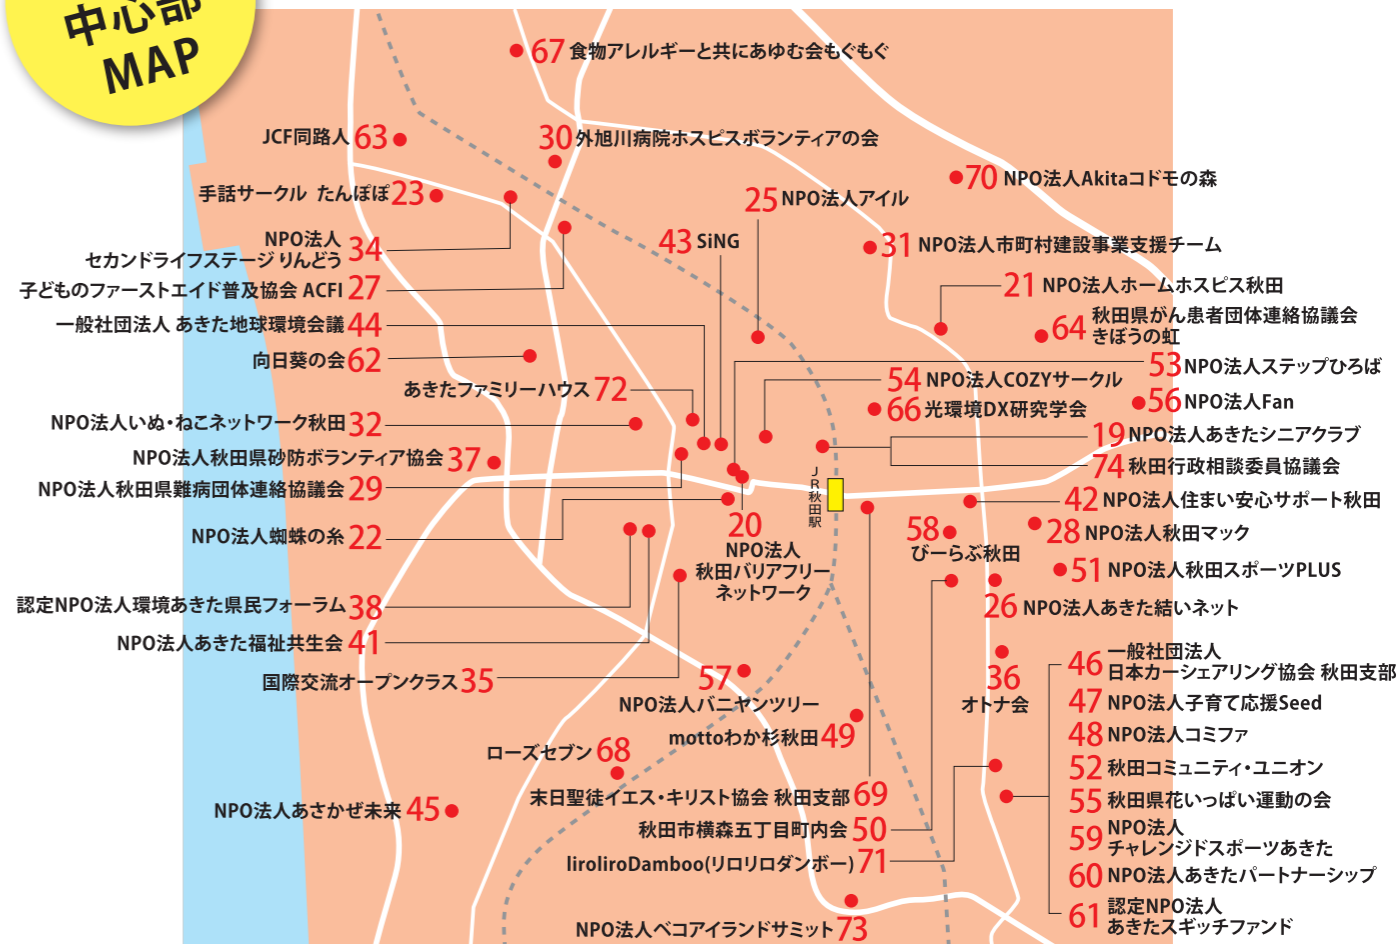 中心部
MAP
67 食物アレルギーと共にあゆむ会もぐもぐ
JCF同路人 63
30 外旭川病院ホスピスボランティアの会
70 NPO法人Akitaコドモの森
手話サークル たんぽぽ 23
25 NPO法人アイル
NPO法人
セカンドライフステージ りんどう 34
43 SiNG
31 NPO法人市町村建設事業支援チーム
子どものファーストエイド普及協会 ACFI 27
21 NPO法人ホームホスピス秋田
一般社団法人 あきた地球環境会議 44
64 秋田県がん患者団体連絡協議会
きぼうの虹
向日葵の会 62
53 NPO法人ステップひろば
あきたファミリーハウス 72
54 NPO法人COZYサークル
66 光環境DX研究学会
56 NPO法人Fan
NPO法人いぬ・ねこネットワーク秋田 32
19 NPO法人あきたシニアクラブ
NPO法人秋田県砂防ボランティア協会 37
74 秋田行政相談委員協議会
NPO法人秋田県難病団体連絡協議会 29
JR秋田駅
42 NPO法人住まい安心サポート秋田
NPO法人蜘蛛の糸 22
20
NPO法人
秋田バリアフリー
ネットワーク
58
びーらぶ秋田
28 NPO法人秋田マック
51 NPO法人秋田スポーツPLUS
認定NPO法人環境あきた県民フォーラム 38
26 NPO法人あきた結いネット
NPO法人あきた福祉共生会 41
国際交流オープンクラス 35
57
NPO法人バニヤンツリー
36
オトナ会
46 一般社団法人
日本カーシェアリング協会 秋田支部
47 NPO法人子育て応援Seed
mottoわか杉秋田 49
48 NPO法人コミファ
ローズセブン 68
52 秋田コミュニティ・ユニオン
末日聖徒イエス・キリスト協会 秋田支部 69
55 秋田県花いっぱい運動の会
NPO法人あさかぜ未来 45
秋田市横森五丁目町内会 50
59 NPO法人
チャレンジドスポーツあきた
liroliroDamboo(リロリロダンボー) 71
60 NPO法人あきたパートナーシップ
61 認定NPO法人
あきたスギッチファンド
NPO法人ベコアイランドサミット 73